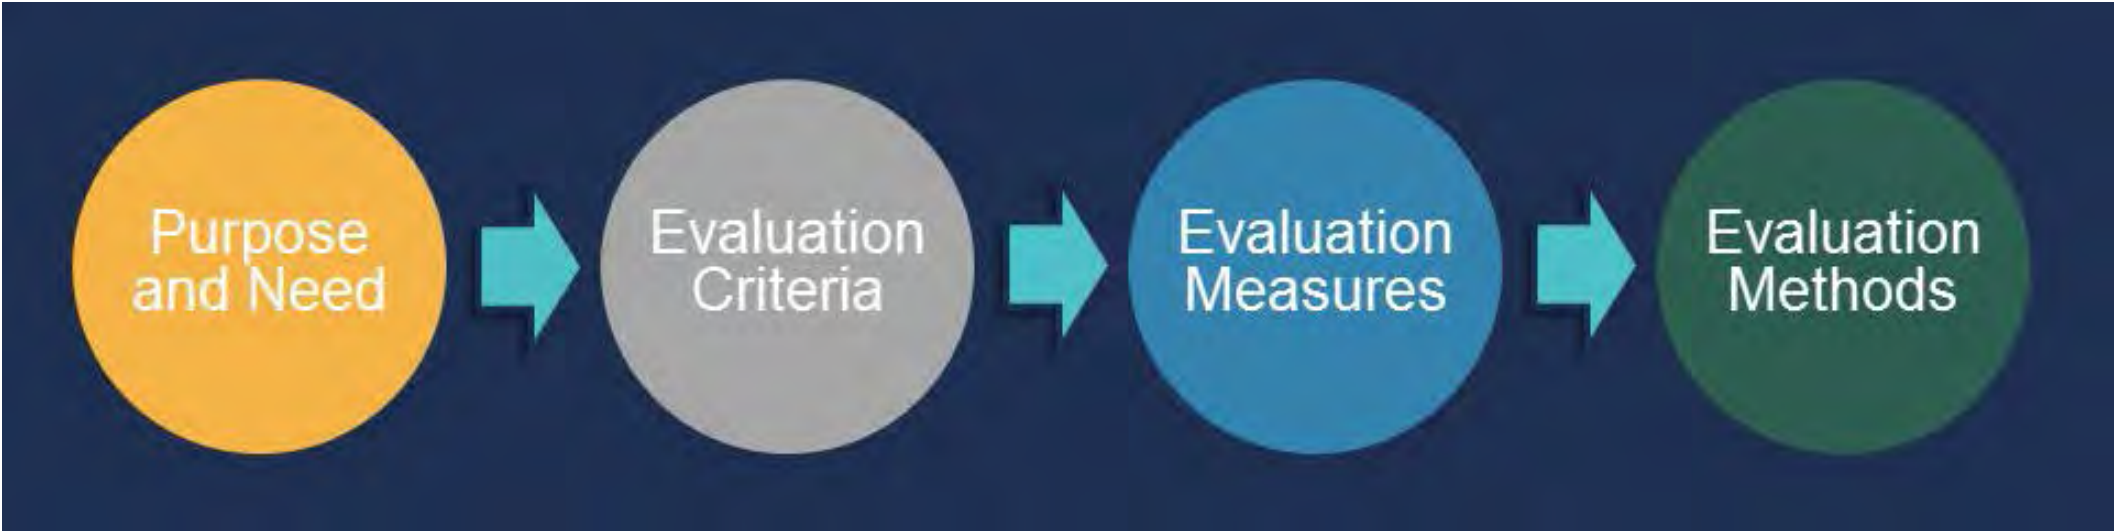 Purpose
and Need
Evaluation
Criteria
Evaluation
Measures
Evaluation
Methods